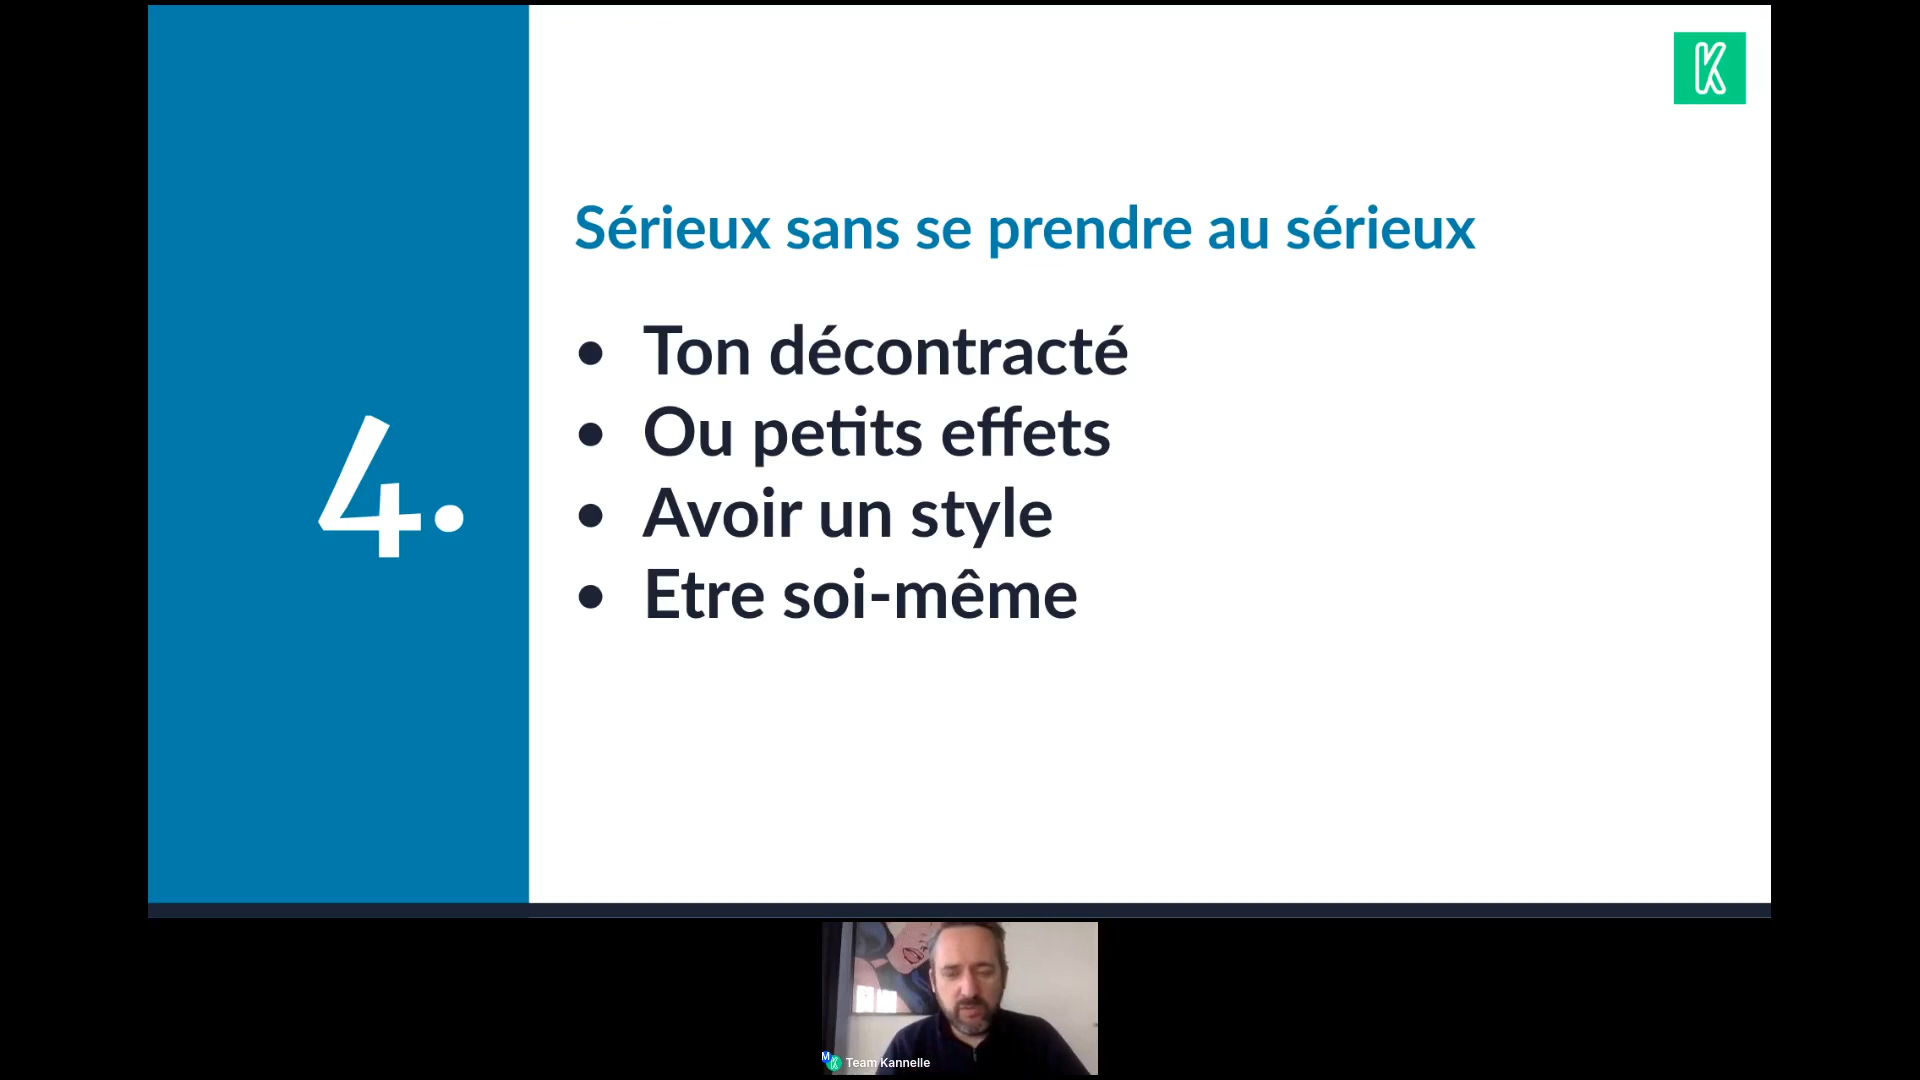 K
4.
Sérieux sans se prendre au sérieux
• Ton décontracté
• Ou petits effets
• Avoir un style
• Etre soi-même
M
Team Kannelle